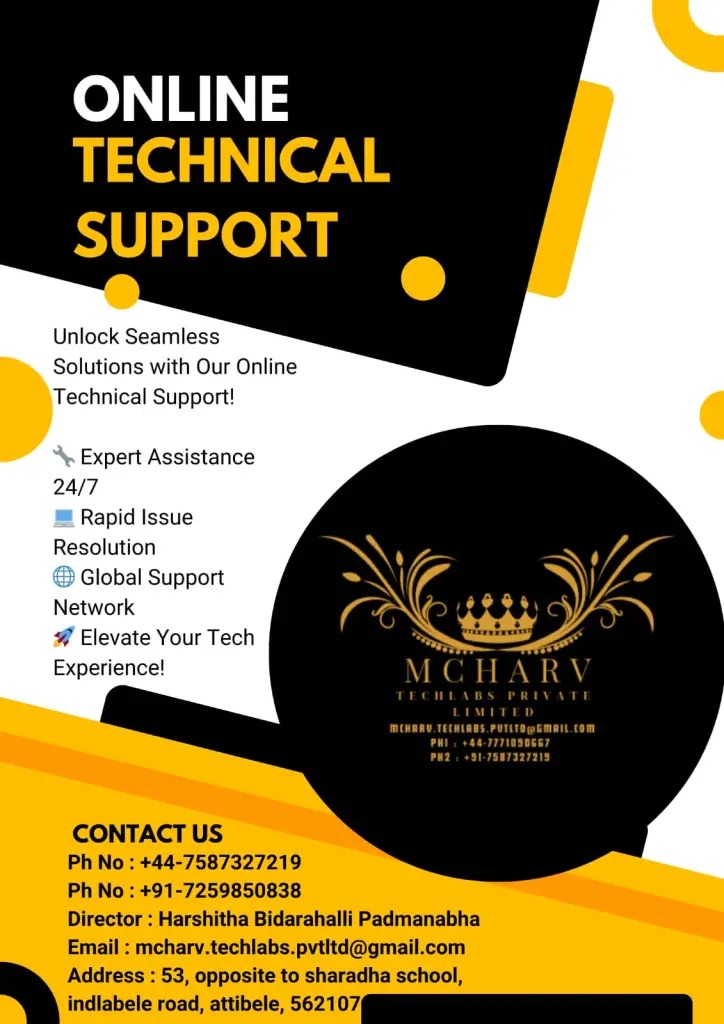 ONLINE
TECHNICAL
SUPPORT
Unlock Seamless
Solutions with Our Online
Technical Support!
🔧 Expert Assistance
24/7
💻 Rapid Issue
Resolution
🌐 Global Support
Network
🚀 Elevate Your Tech
Experience!
MCHARV
TECHLABS PRIVATE
LIMITED
MCHARV.TECHLABS.PVTLTD@GMAIL.COM
PH1 : +44-7771090667
PH2 : +91-7587327219
CONTACT US
Ph No : +44-7587327219
Ph No : +91-7259850838
Director : Harshitha Bidarahalli Padmanabha
Email : mcharv.techlabs.pvtltd@gmail.com
Address : 53, opposite to sharadha school,
indlabele road, attibele, 562107